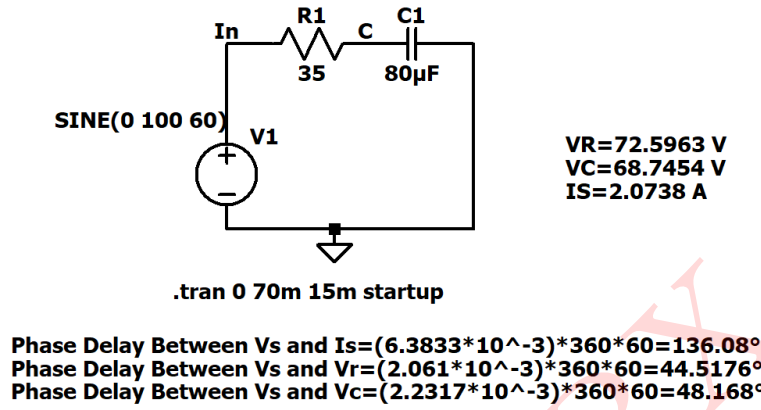 R1
C1
In
C
35
80µF
SINE(0 100 60)
V1
VR=72.5963 V
VC=68.7454 V
IS=2.0738 A
.tran 0 70m 15m startup
Phase Delay Between Vs and Is=(6.3833*10^-3)*360*60=136.08°
Phase Delay Between Vs and Vr=(2.061*10^-3)*360*60=44.5176°
Phase Delay Between Vs and Vc=(2.2317*10^-3)*360*60=48.168°